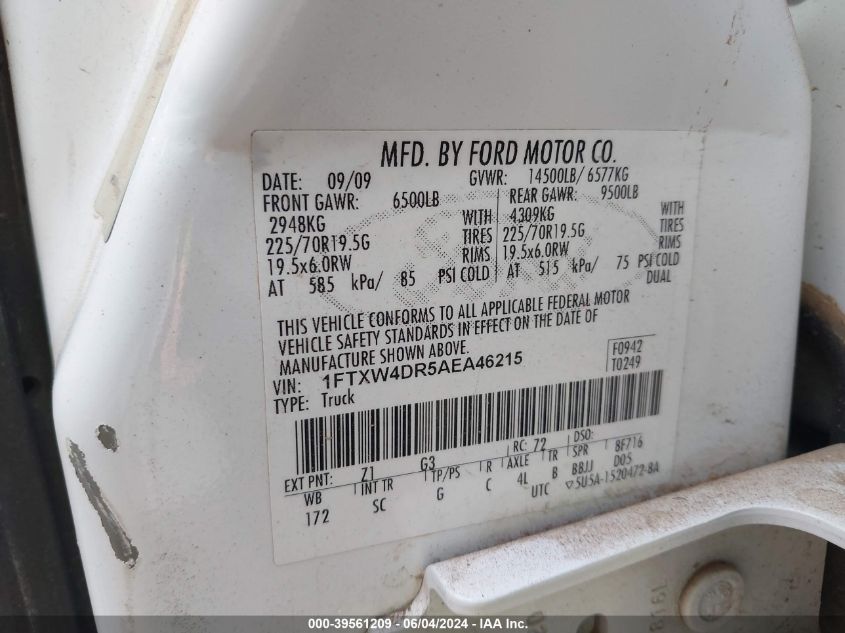 MFD. BY FORD MOTOR CO.
DATE: 09/09 GVWR: 14500LB/ 6577KG
FRONT GAWR: 6500LB REAR GAWR: 9500LB
2948KG WITH 4309KG WITH
225/70R19.5G TIRES 225/70R19.5G TIRES
19.5x6.0RW RIMS 19.5x6.0RW RIMS
AT 585 kPa/ 85 PSI COLD AT 515 kPa/ 75 PSI COLD
DUAL
THIS VEHICLE CONFORMS TO ALL APPLICABLE FEDERAL MOTOR
VEHICLE SAFETY STANDARDS IN EFFECT ON THE DATE OF
MANUFACTURE SHOWN ABOVE.
VIN: 1FTXW4DR5AEA46215 F0942
TYPE: Truck T0249
EXT PNT: Z1 G3 RC: 72 DSO:
WB INT TR TP/PS R AXLE TR SPR 8F716
172 SC G C 4L B BBJJ D05
UTC ▽5U5A-1520472-BA
000-39561209 - 06/04/2024 - IAA Inc.